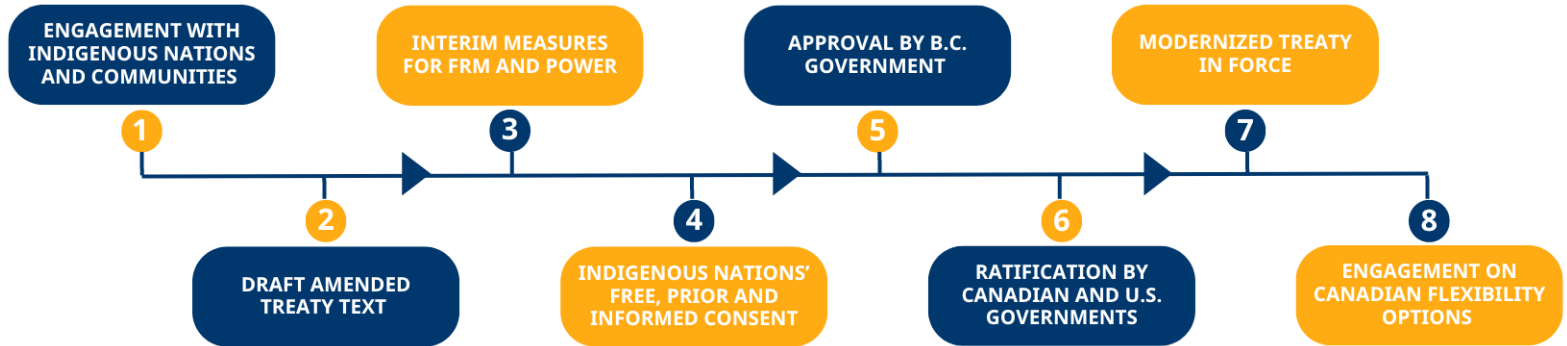 ENGAGEMENT WITH
INDIGENOUS NATIONS
AND COMMUNITIES
1
DRAFT AMENDED
TREATY TEXT
2
INTERIM MEASURES
FOR FRM AND POWER
3
INDIGENOUS NATIONS’
FREE, PRIOR AND
INFORMED CONSENT
4
APPROVAL BY B.C.
GOVERNMENT
5
RATIFICATION BY
CANADIAN AND U.S.
GOVERNMENTS
6
MODERNIZED TREATY
IN FORCE
7
ENGAGEMENT ON
CANADIAN FLEXIBILITY
OPTIONS
8